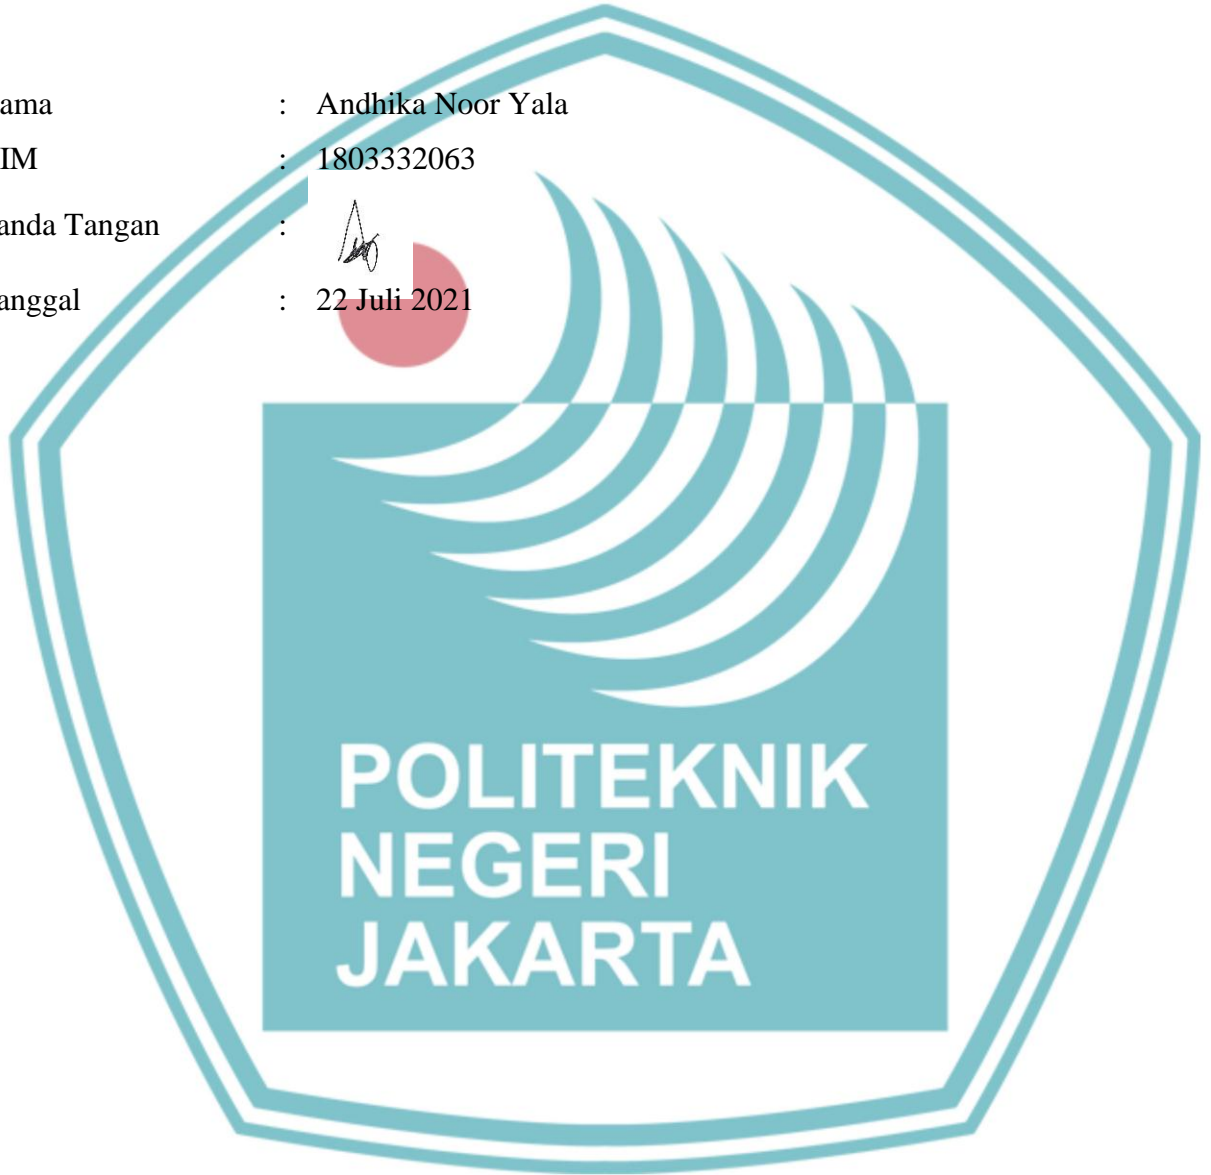 ama : Andhika Noor Yala
IM : 1803332063
anda Tangan :
anggal : 22 Juli 2021
POLITEKNIK
NEGERI
JAKARTA